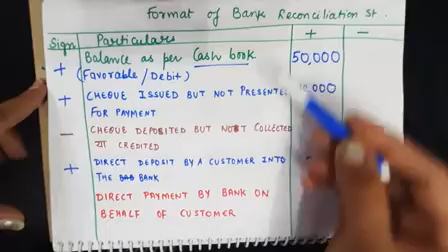 Format of Bank Reconciliation St.
Sign Particulars + −
+ Balance as per Cash book 50,000
(Favorable/Debit)
+ CHEQUE ISSUED BUT NOT PRESENTE
FOR PAYMENT
− CHEQUE DEPOSITED BUT NOT COLLECTED
या CREDITED
+ DIRECT DEPOSIT BY A CUSTOMER INTO
THE BANK
DIRECT PAYMENT BY BANK ON
BEHALF OF CUSTOMER